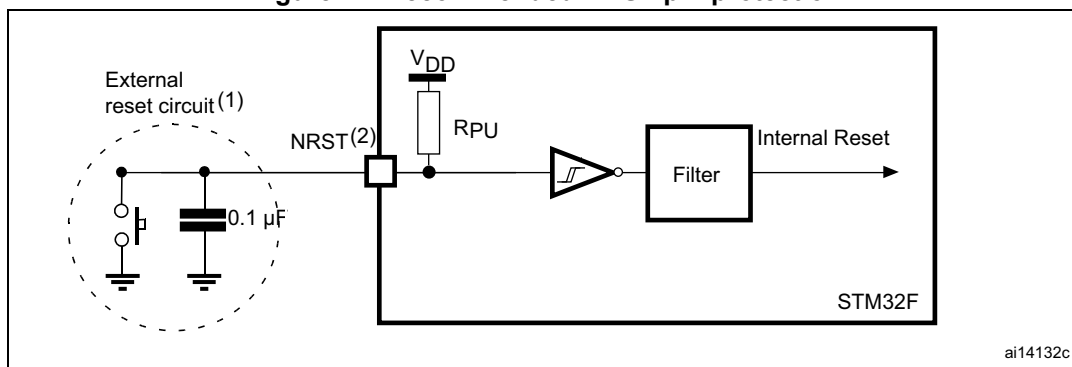 External
reset circuit(1)
NRST(2)
VDD
RPU
0.1 µF
Filter
Internal Reset
STM32F
ai14132c